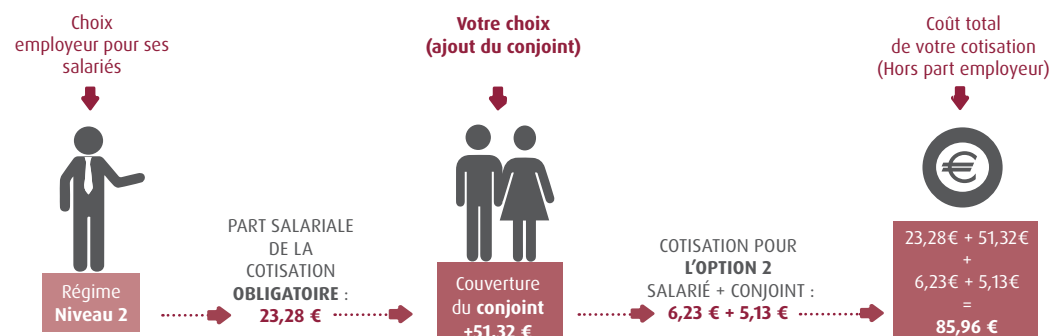 Choix
employeur pour ses
salariés
Votre choix
(ajout du conjoint)
Coût total
de votre cotisation
(Hors part employeur)
Régime
Niveau 2
PART SALARIALE
DE LA
COTISATION
OBLIGATOIRE :
23,28 €
Couverture
du conjoint
+51,32 €
COTISATION POUR
L'OPTION 2
SALARIÉ + CONJOINT :
6,23 € + 5,13 €
€
23,28€ + 51,32€
+
6,23€ + 5,13€
=
85,96 €